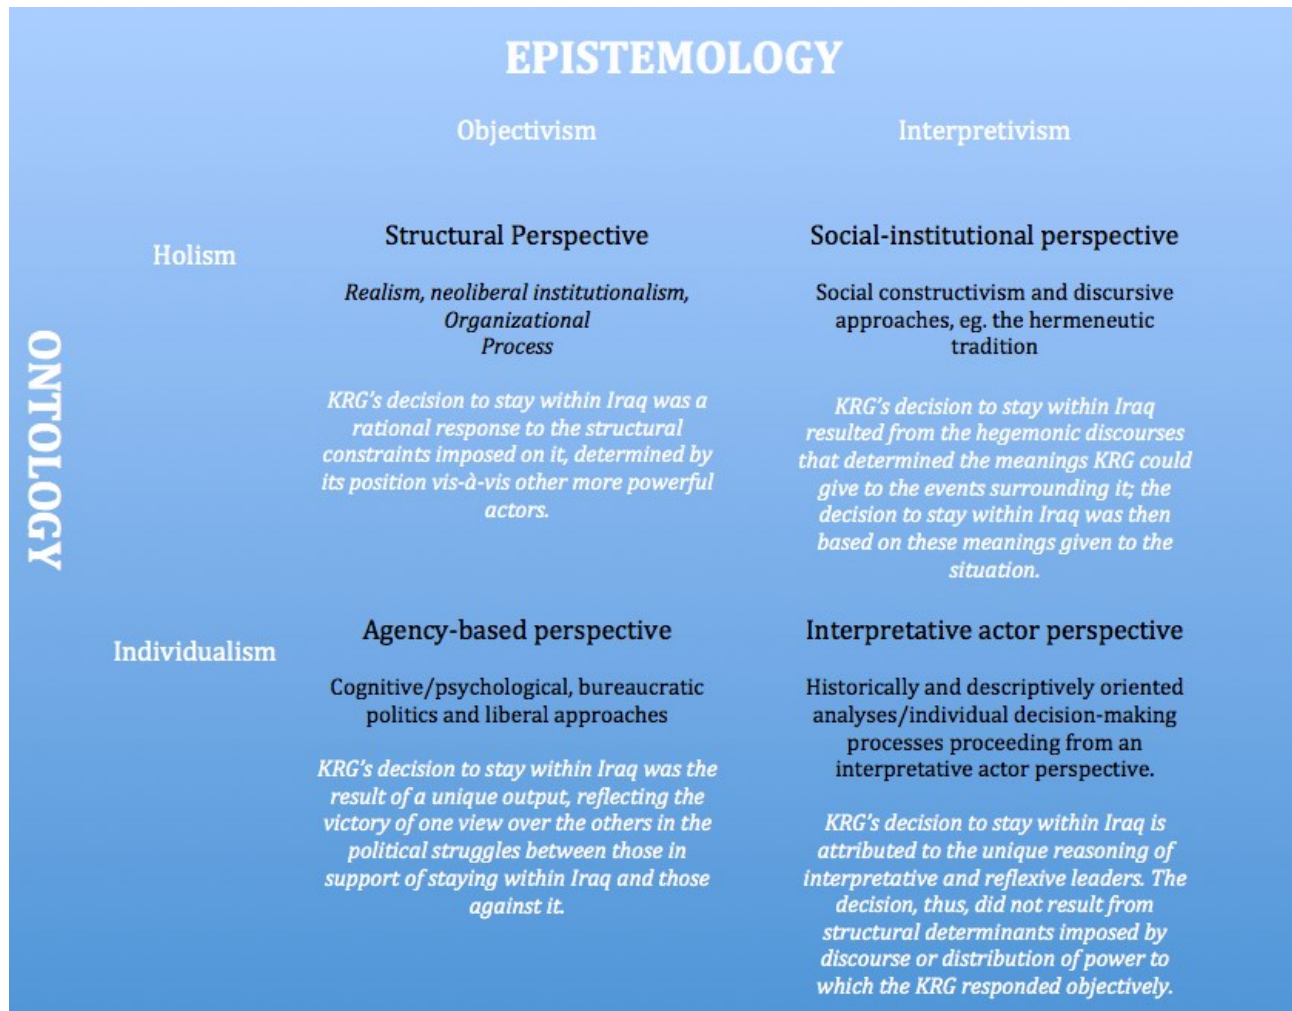 EPISTEMOLOGY
Objectivism
Interpretivism
ONTOLOGY
Holism
Structural Perspective
Realism, neoliberal institutionalism,
Organizational
Process
KRG’s decision to stay within Iraq was a
rational response to the structural
constraints imposed on it, determined by
its position vis-à-vis other more powerful
actors.
Social-institutional perspective
Social constructivism and discursive
approaches, eg. the hermeneutic
tradition
KRG’s decision to stay within Iraq
resulted from the hegemonic discourses
that determined the meanings KRG could
give to the events surrounding it; the
decision to stay within Iraq was then
based on these meanings given to the
situation.
Individualism
Agency-based perspective
Cognitive/psychological, bureaucratic
politics and liberal approaches
KRG’s decision to stay within Iraq was the
result of a unique output, reflecting the
victory of one view over the others in the
political struggles between those in
support of staying within Iraq and those
against it.
Interpretative actor perspective
Historically and descriptively oriented
analyses/individual decision-making
processes proceeding from an
interpretative actor perspective.
KRG’s decision to stay within Iraq is
attributed to the unique reasoning of
interpretative and reflexive leaders. The
decision, thus, did not result from
structural determinants imposed by
discourse or distribution of power to
which the KRG responded objectively.